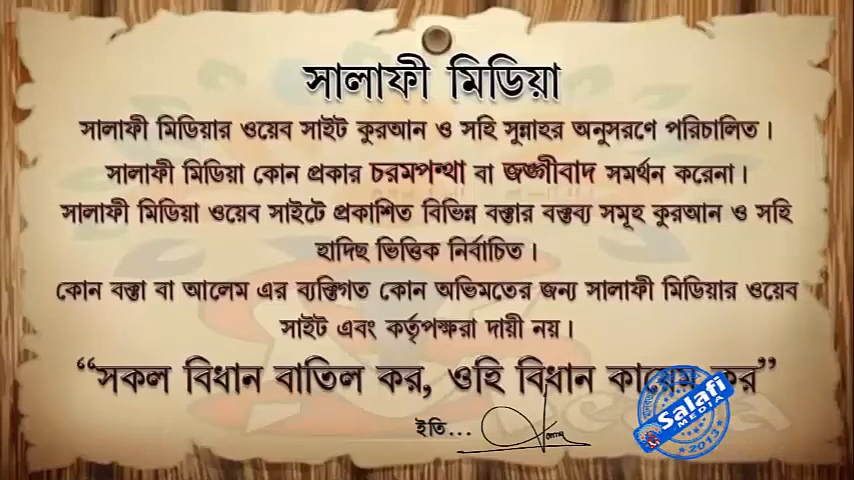 সালাফী মিডিয়া
সালাফী মিডিয়ার ওয়েব সাইট কুরআন ও সহি সুন্নাহর অনুসরণে পরিচালিত।
সালাফী মিডিয়া কোন প্রকার চরমপন্থা বা জঙ্গীবাদ সমর্থন করেনা।
সালাফী মিডিয়া ওয়েব সাইটে প্রকাশিত বিভিন্ন বক্তার বক্তব্য সমূহ কুরআন ও সহি
হাদিছ ভিত্তিক নির্বাচিত।
কোন বক্তা বা আলেম এর ব্যক্তিগত কোন অভিমতের জন্য সালাফী মিডিয়ার ওয়েব
সাইট এবং কর্তৃপক্ষরা দায়ী নয়।
“সকল বিধান বাতিল কর, ওহি বিধান কায়েম কর”
ইতি...
Salafi
MEDIA
2013